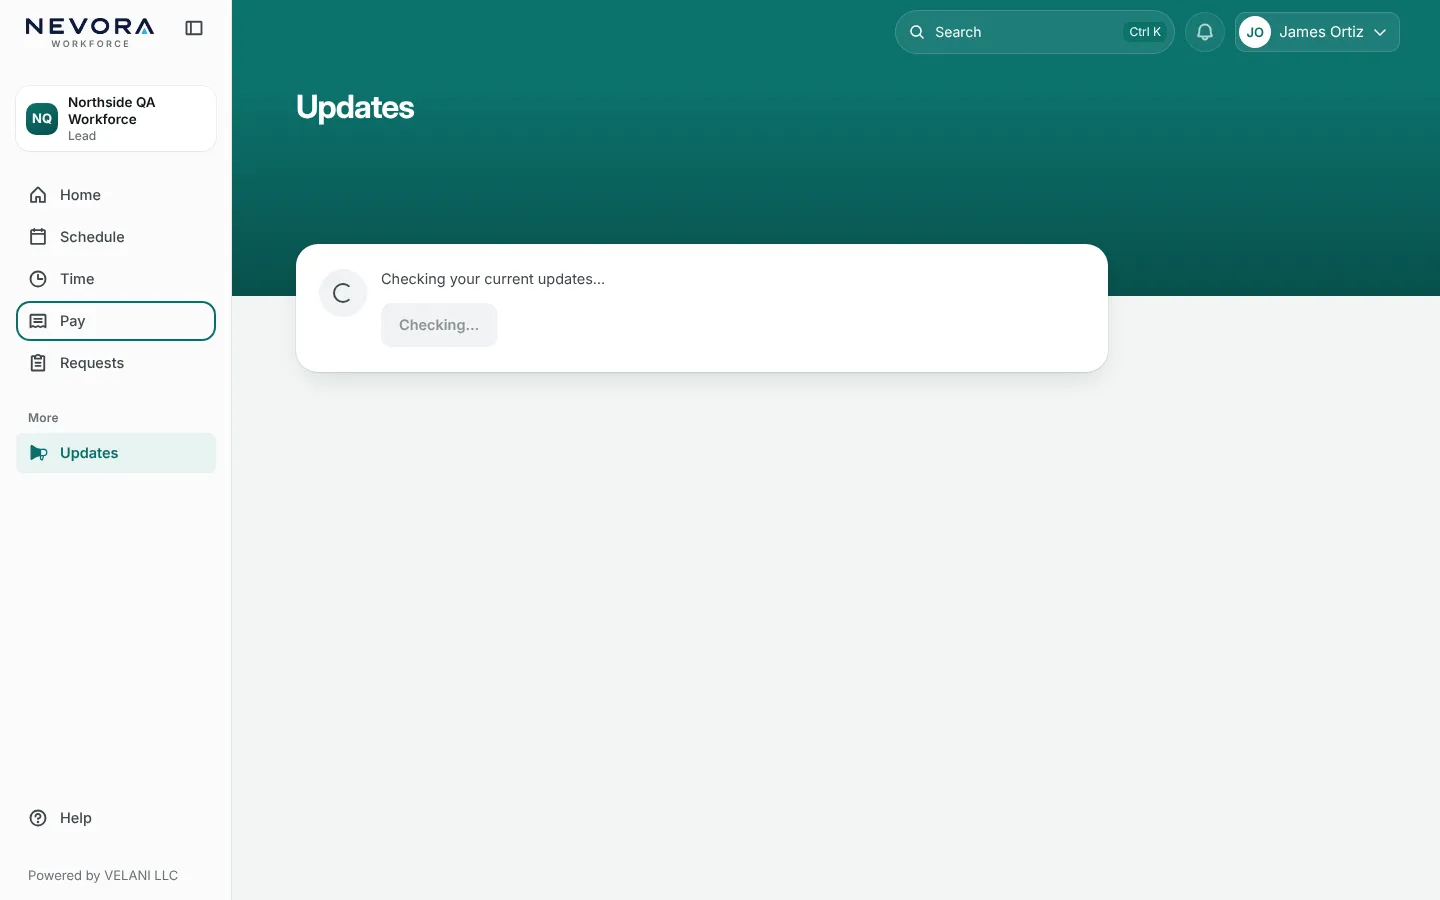 NEVORA
WORKFORCE
Search
Ctrl K
JO
James Ortiz
NQ
Northside QA
Workforce
Lead
Home
Schedule
Time
Pay
Requests
More
Updates
Help
Powered by VELANI LLC
Updates
Checking your current updates...
Checking...